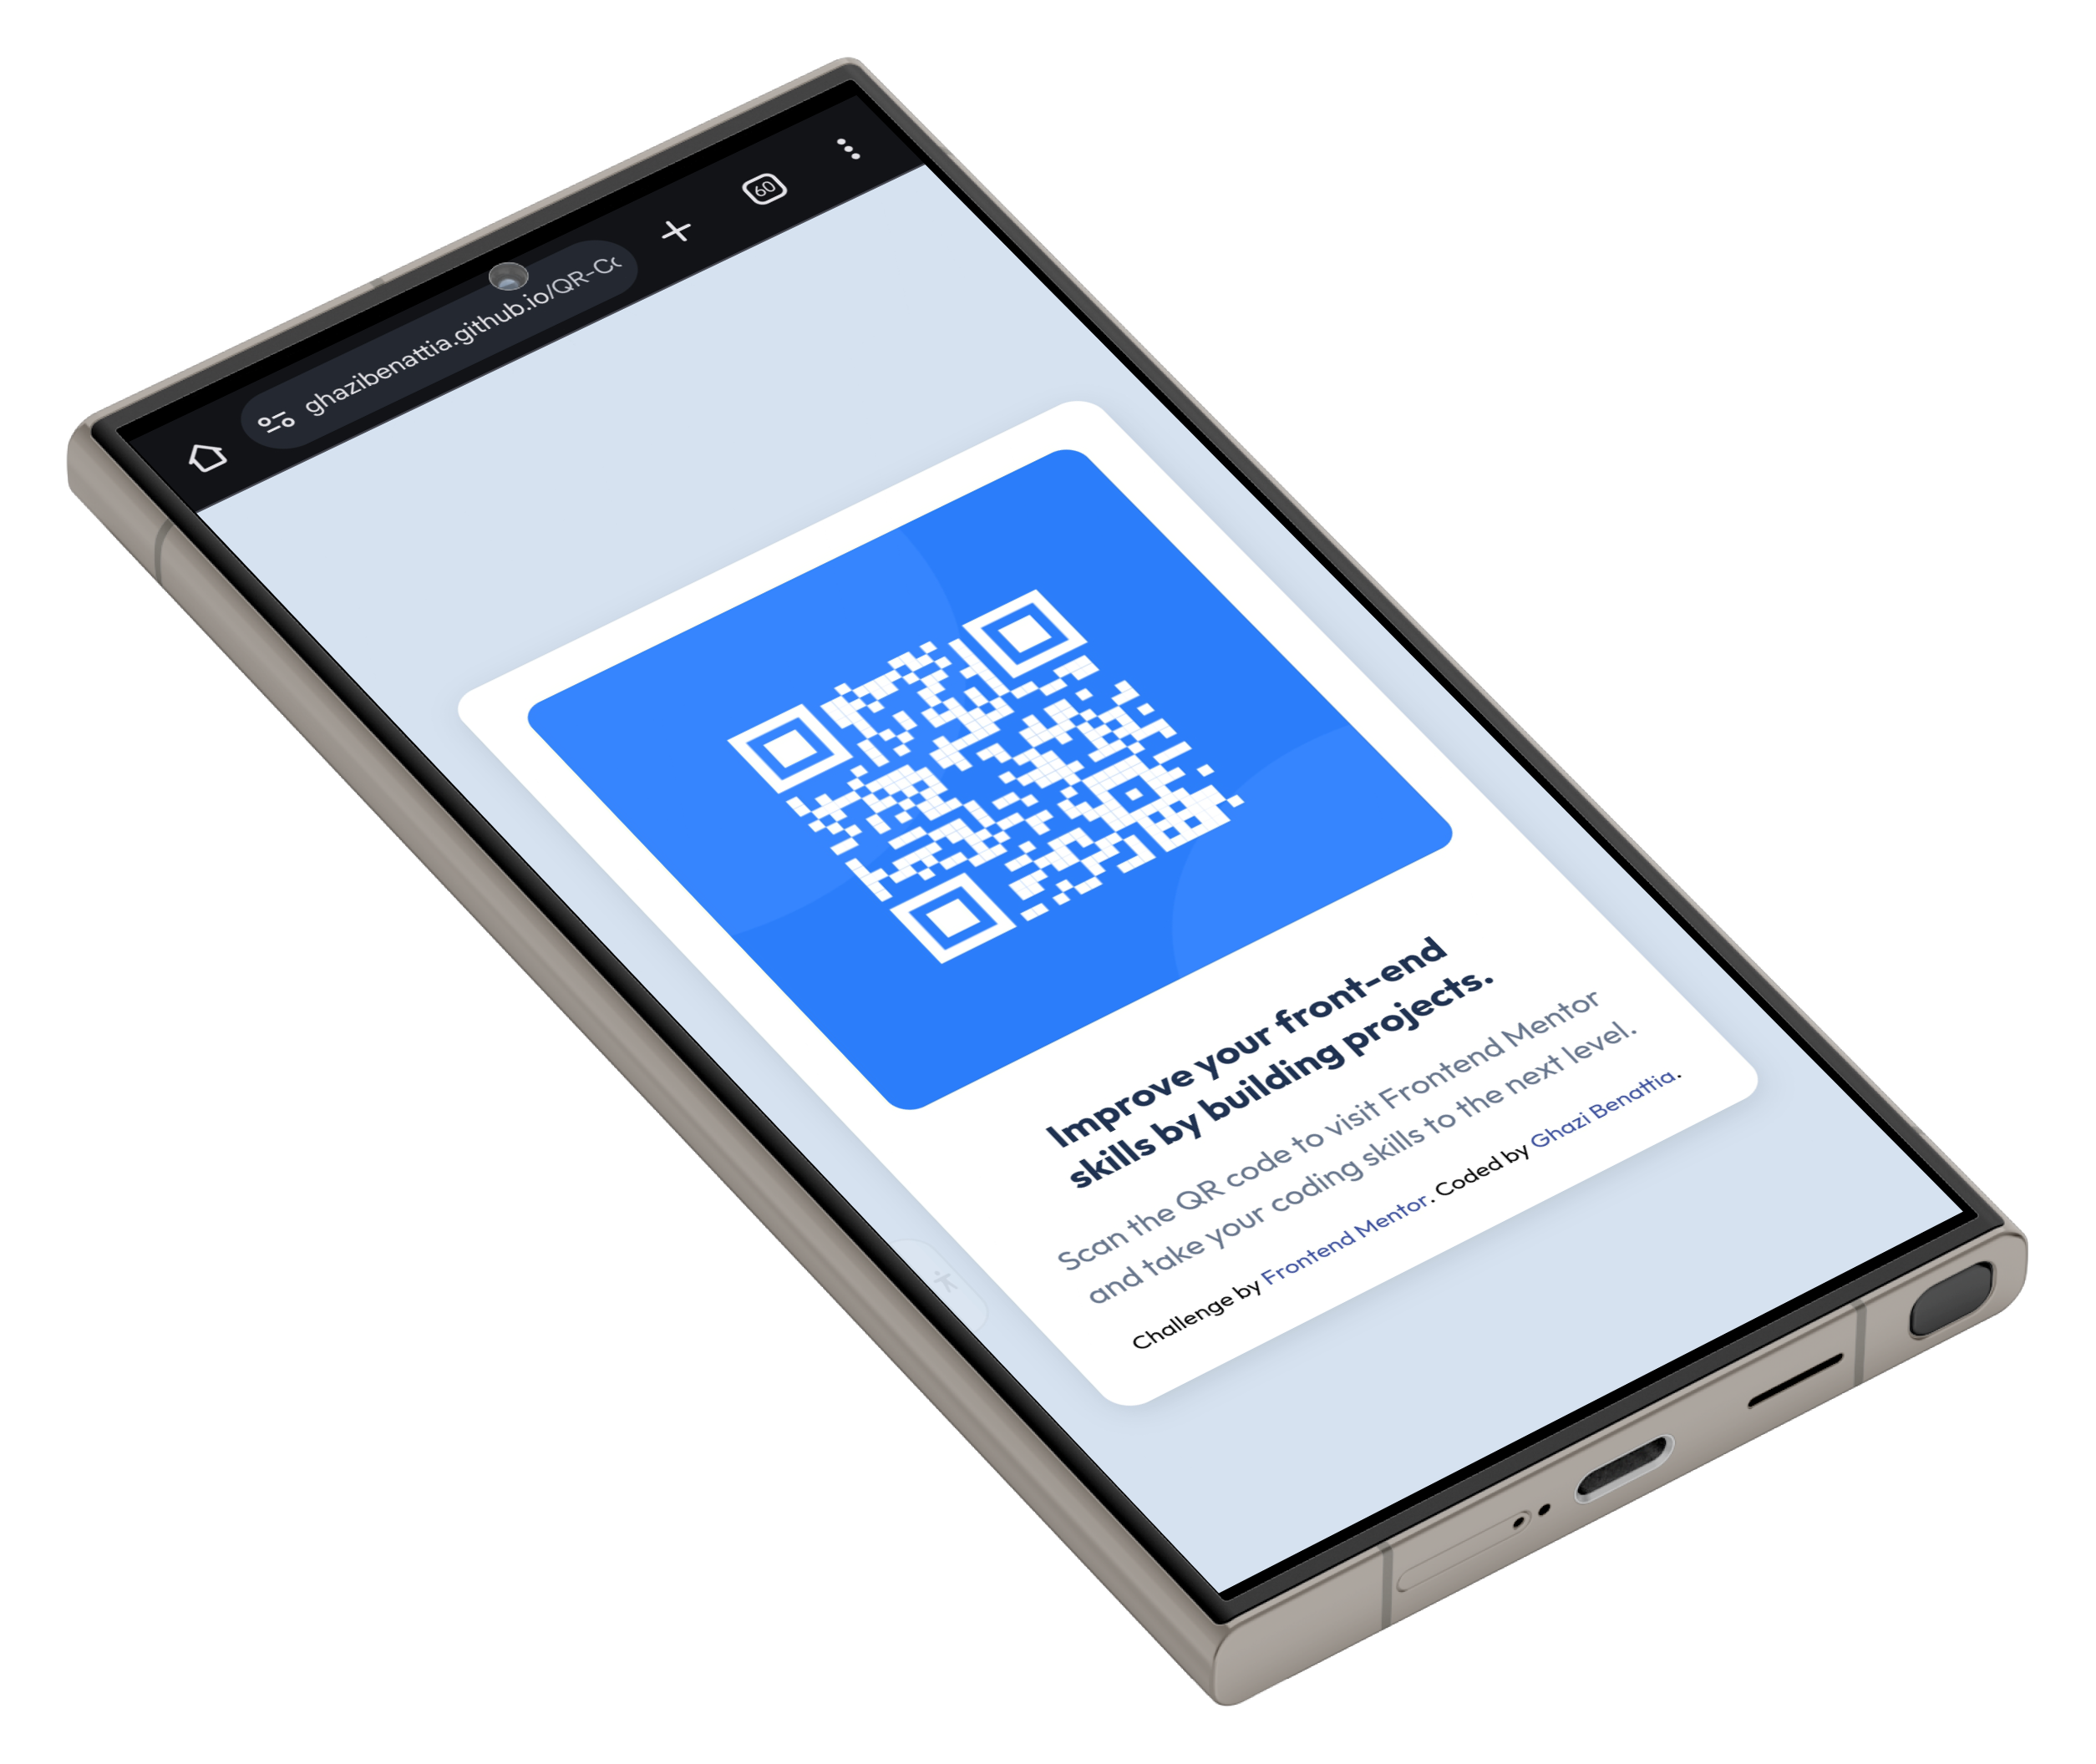 ghazibenattia.github.io/QR-Co
60
Improve your front-end
skills by building projects.
Scan the QR code to visit Frontend Mentor
and take your coding skills to the next level.
Challenge by Frontend Mentor. Coded by Ghazi Benattia.